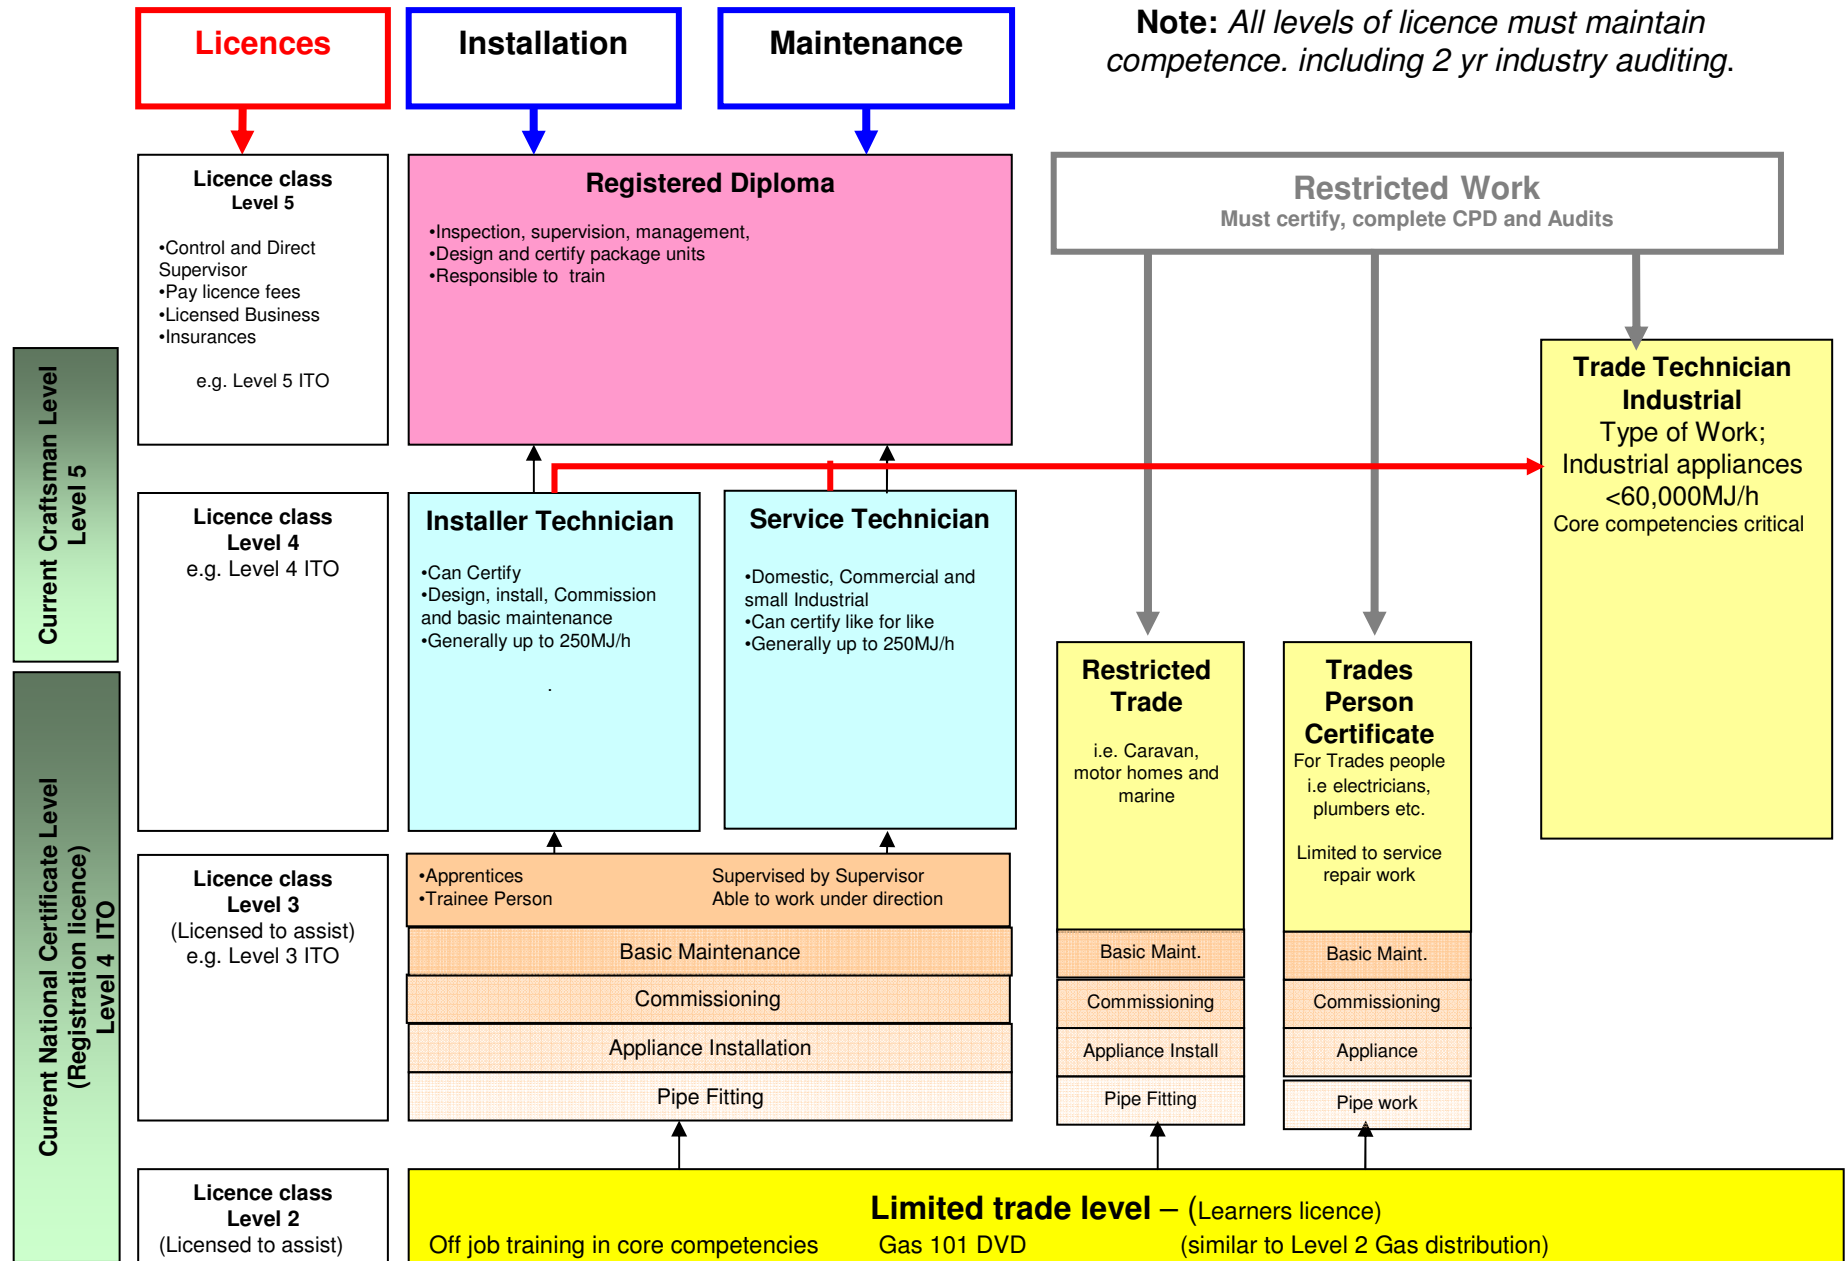 Licences
Installation
Maintenance
Note: All levels of licence must maintain
competence. including 2 yr industry auditing.
Licence class
Level 5
•Control and Direct
Supervisor
•Pay licence fees
•Licensed Business
•Insurances
e.g. Level 5 ITO
Registered Diploma
•Inspection, supervision, management,
•Design and certify package units
•Responsible to train
Restricted Work
Must certify, complete CPD and Audits
Current Craftsman Level
Level 5
Trade Technician
Industrial
Type of Work;
Industrial appliances
<60,000MJ/h
Core competencies critical
Licence class
Level 4
e.g. Level 4 ITO
Installer Technician
•Can Certify
•Design, install, Commission
and basic maintenance
•Generally up to 250MJ/h
.
Service Technician
•Domestic, Commercial and
small Industrial
•Can certify like for like
•Generally up to 250MJ/h
Restricted
Trade
i.e. Caravan,
motor homes and
marine
Trades
Person
Certificate
For Trades people
i.e electricians,
plumbers etc.
Limited to service
repair work
Current National Certificate Level
(Registration licence)
Level 4 ITO
Licence class
Level 3
(Licensed to assist)
e.g. Level 3 ITO
•Apprentices
•Trainee Person
Supervised by Supervisor
Able to work under direction
Basic Maintenance
Commissioning
Appliance Installation
Pipe Fitting
Basic Maint.
Commissioning
Appliance Install
Pipe Fitting
Basic Maint.
Commissioning
Appliance
Pipe work
Licence class
Level 2
(Licensed to assist)
Limited trade level – (Learners licence)
Off job training in core competencies Gas 101 DVD (similar to Level 2 Gas distribution)